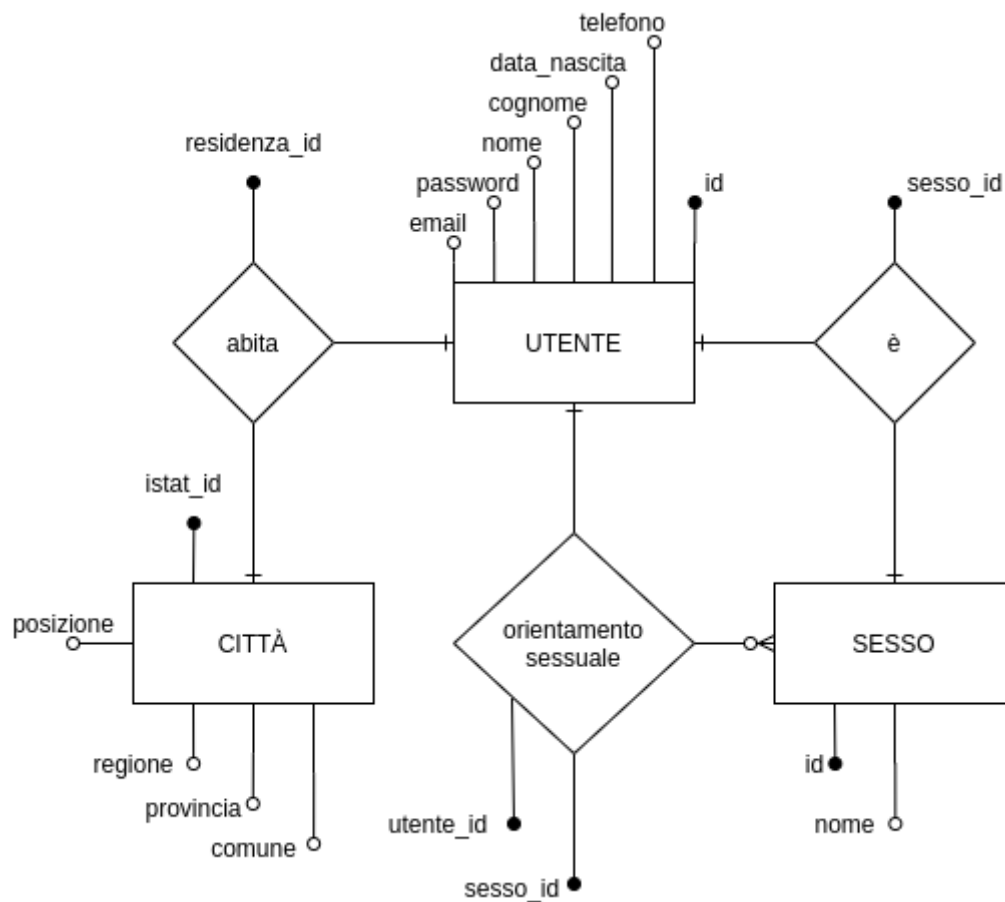 telefono
data_nascita
cognome
nome
password
email
id
residenza_id
sesso_id
abita
UTENTE
è
istat_id
posizione
CITTÀ
orientamento
sessuale
SESSO
regione
provincia
comune
utente_id
sesso_id
id
nome